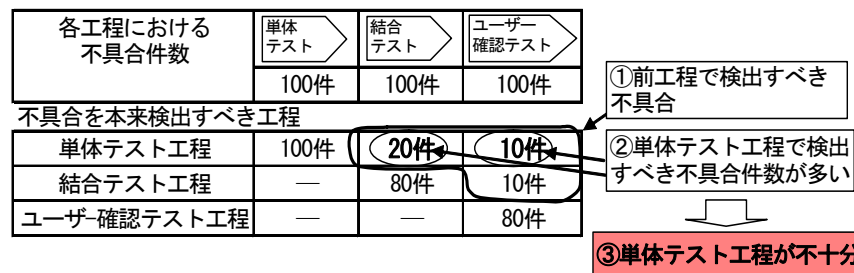 各工程における
不具合件数
単体
テスト
結合
テスト
ユーザー
確認テスト
100件 100件 100件
不具合を本来検出すべき工程
単体テスト工程 100件 20件 10件
結合テスト工程 ― 80件 10件
ユーザー確認テスト工程 ― ― 80件
①前工程で検出すべき
不具合
②単体テスト工程で検出
すべき不具合件数が多い
③単体テスト工程が不十分